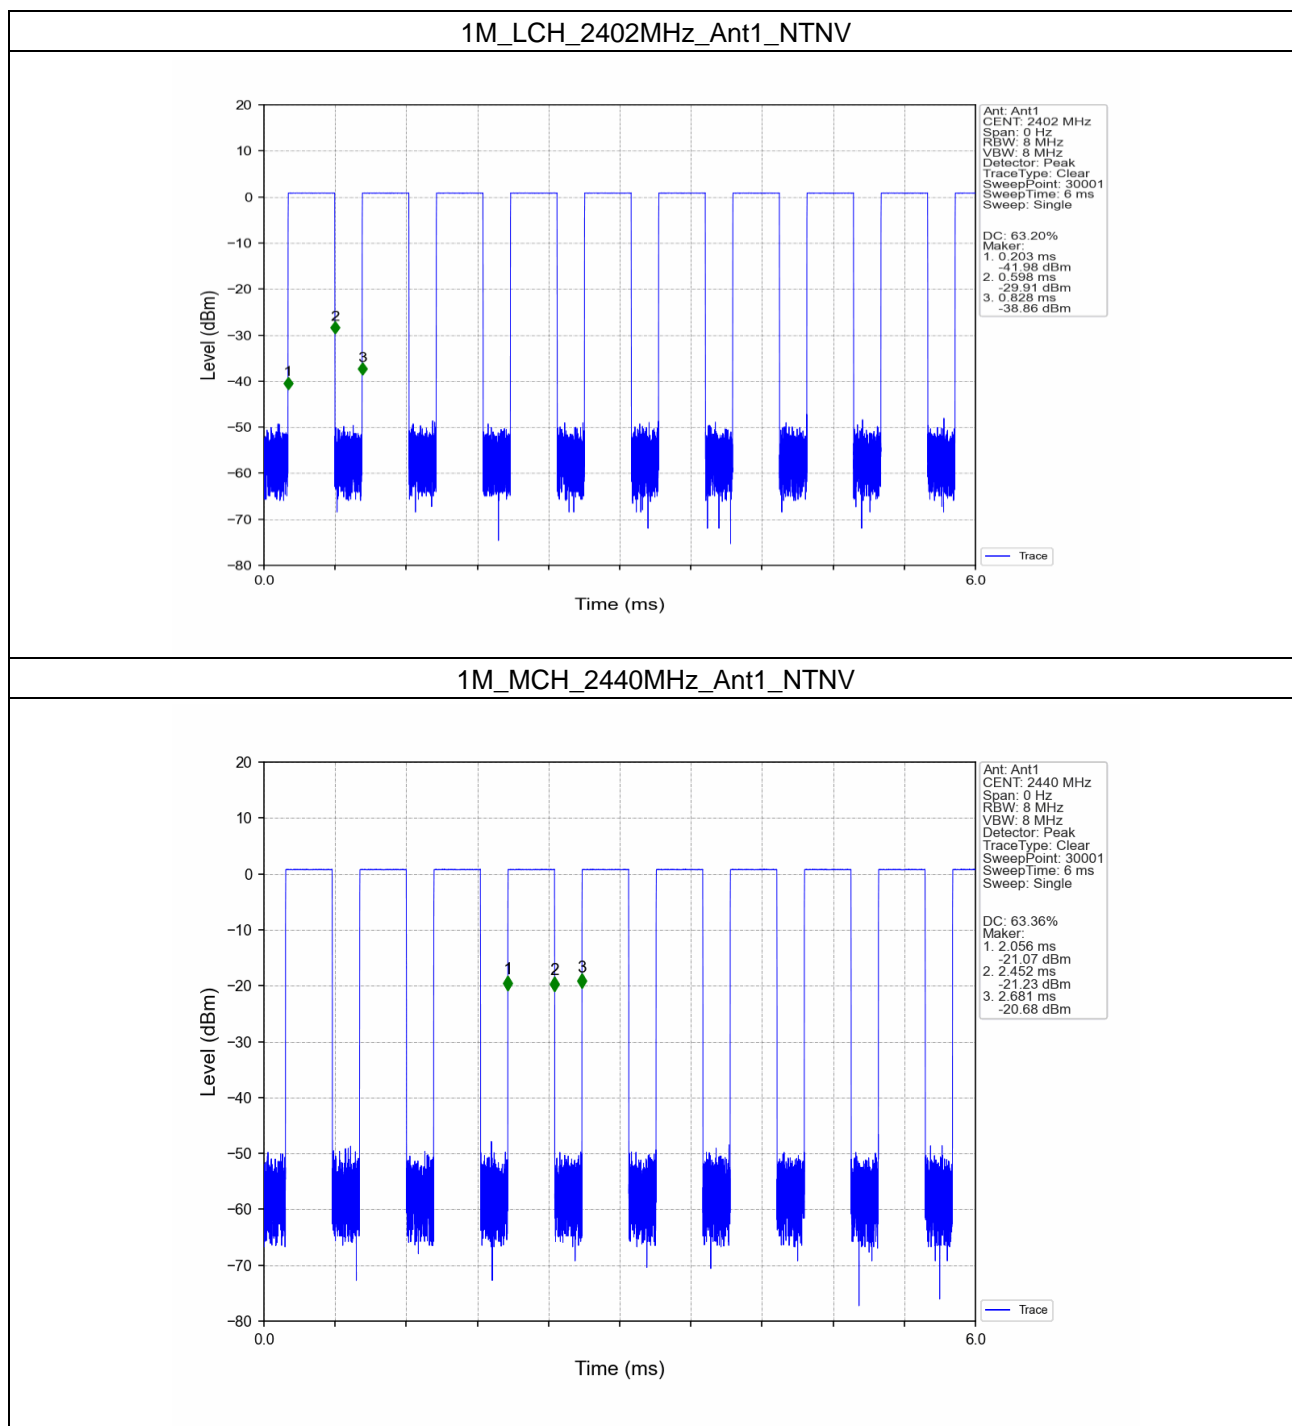 1M_LCH_2402MHz_Ant1_NTNV
20
10
0
−10
−20
−30
−40
−50
−60
−70
−80
Level (dBm)
0.0
6.0
Time (ms)
1
2
3
Ant: Ant1
CENT: 2402 MHz
Span: 0 Hz
RBW: 8 MHz
VBW: 8 MHz
Detector: Peak
TraceType: Clear
SweepPoint: 30001
SweepTime: 6 ms
Sweep: Single
DC: 63.20%
Maker:
1. 0.203 ms
-41.98 dBm
2. 0.598 ms
-29.91 dBm
3. 0.828 ms
-38.86 dBm
Trace
1M_MCH_2440MHz_Ant1_NTNV
20
10
0
−10
−20
−30
−40
−50
−60
−70
−80
Level (dBm)
0.0
6.0
Time (ms)
1
2
3
Ant: Ant1
CENT: 2440 MHz
Span: 0 Hz
RBW: 8 MHz
VBW: 8 MHz
Detector: Peak
TraceType: Clear
SweepPoint: 30001
SweepTime: 6 ms
Sweep: Single
DC: 63.36%
Maker:
1. 2.056 ms
-21.07 dBm
2. 2.452 ms
-21.23 dBm
3. 2.681 ms
-20.68 dBm
Trace